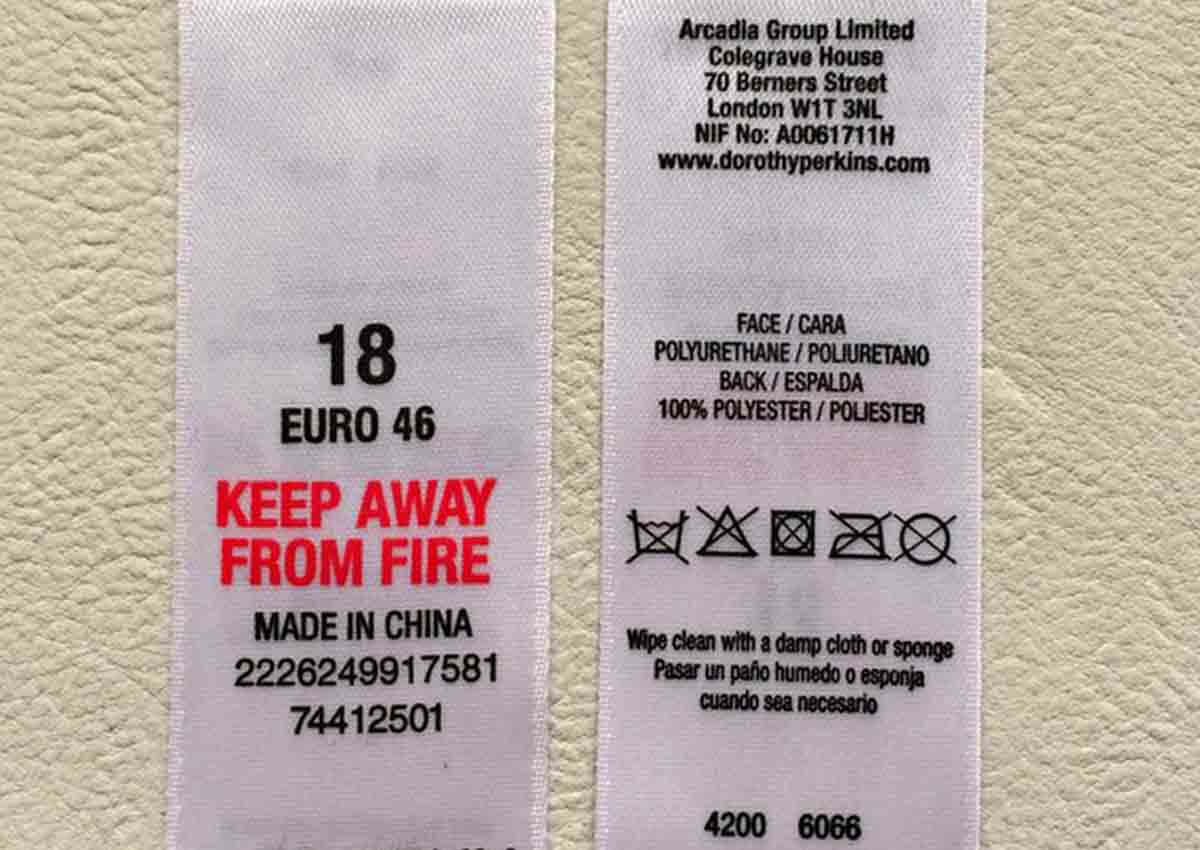 18
EURO 46
KEEP AWAY
FROM FIRE
MADE IN CHINA
2226249917581
74412501
Arcadia Group Limited
Colegrave House
70 Berners Street
London W1T 3NL
NIF No: A0061711H
www.dorothyperkins.com
FACE / CARA
POLYURETHANE / POLIURETANO
BACK / ESPALDA
100% POLYESTER / POLIESTER
Wipe clean with a damp cloth or sponge
Pasar un paño humedo o esponja
cuando sea necesario
4200 6066